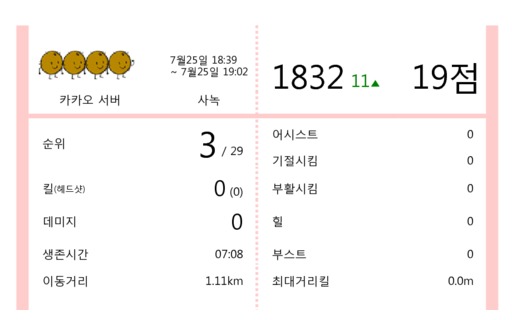 7월25일 18:39
~ 7월25일 19:02
카카오 서버 사녹
1832 11▲ 19점
순위 3 / 29
킬(헤드샷) 0 (0)
데미지 0
생존시간 07:08
이동거리 1.11km
어시스트 0
기절시킴 0
부활시킴 0
힐 0
부스트 0
최대거리킬 0.0m